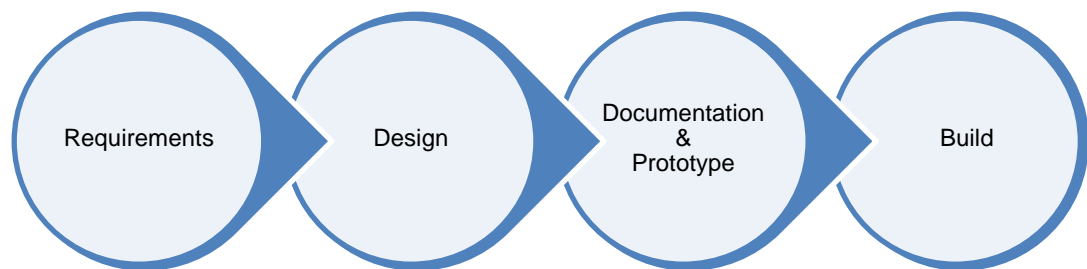 Requirements
Design
Documentation
&
Prototype
Build